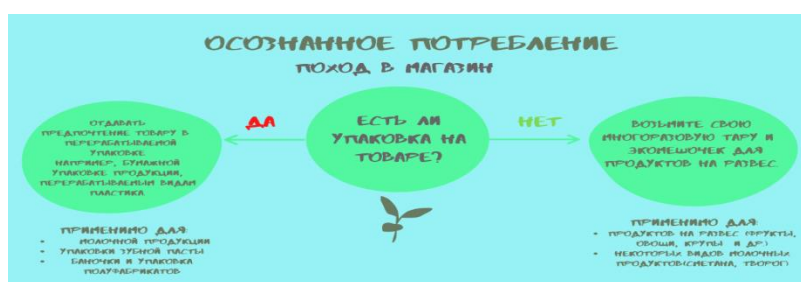 ОСОЗНАННОЕ ПОТРЕБЛЕНИЕ
ПОХОД В МАГАЗИН
ОТДАВАТЬ
ПРЕДПОЧТЕНИЕ ТОВАРУ В
ПЕРЕРАБАТЫВАЕМОЙ
УПАКОВКЕ
НАПРИМЕР, БУМАЖНОЙ
УПАКОВКЕ ПРОДУКЦИИ,
ПЕРЕРАБАТЫВАЕМЫМ ВИДАМ
ПЛАСТИКА
ДА
ЕСТЬ ЛИ
УПАКОВКА НА
ТОВАРЕ?
НЕТ
ВОЗЬМИТЕ СВОЮ
МНОГОРАЗОВУЮ ТАРУ И
ЭКОМЕШОЧЕК ДЛЯ
ПРОДУКТОВ НА РАЗВЕС.
ПРИМЕНИМО ДЛЯ:
• МОЛОЧНОЙ ПРОДУКЦИИ
• УПАКОВКИ ЗУБНОЙ ПАСТЫ
• БАНОЧКИ И УПАКОВКА
ПОЛУФАБРИКАТОВ
ПРИМЕНИМО ДЛЯ:
• ПРОДУКТОВ НА РАЗВЕС (ФРУКТЫ,
ОВОЩИ, КРУПЫ И ДР.)
• НЕКОТОРЫХ ВИДОВ МОЛОЧНЫХ
ПРОДУКТОВ(СМЕТАНА, ТВОРОГ)